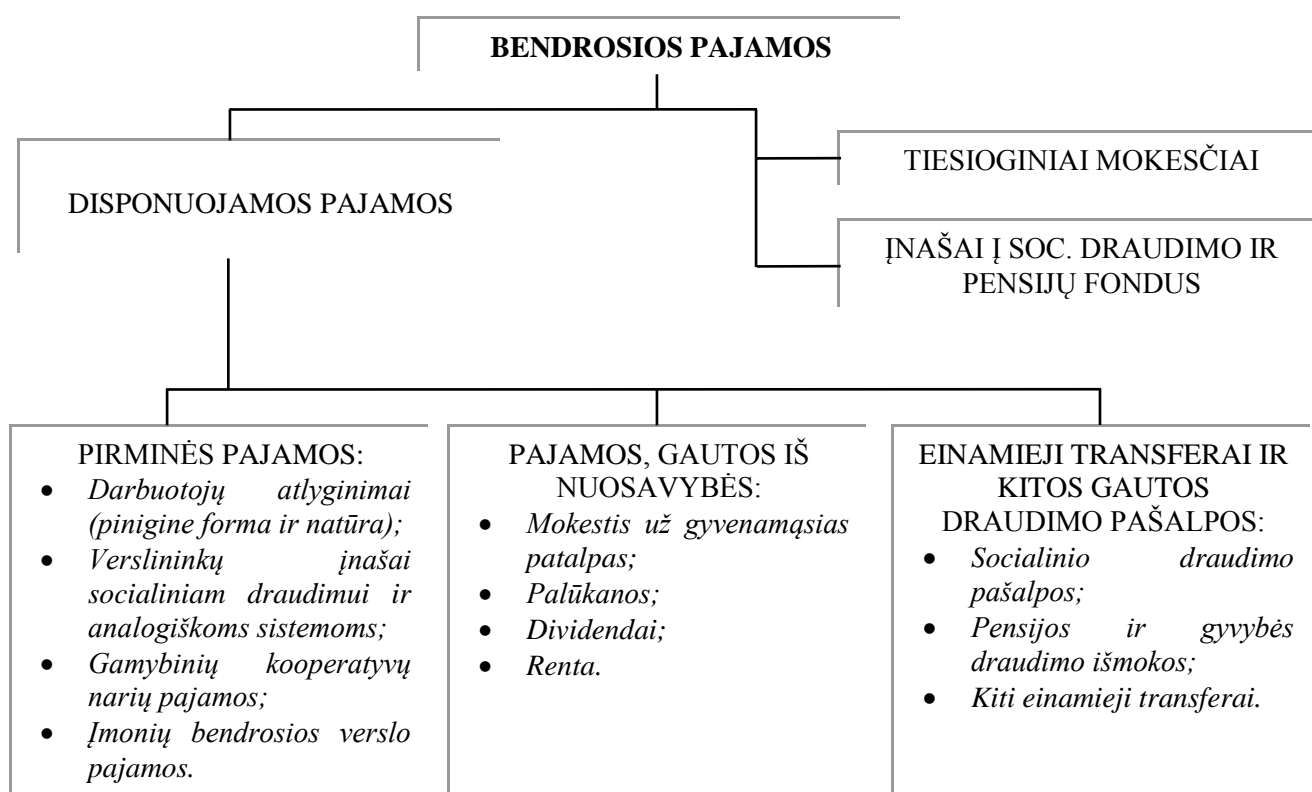 BENDROSIOS PAJAMOS
TIESIOGINIAI MOKESČIAI
DISPONUOJAMOS PAJAMOS
ĮNAŠAI Į SOC. DRAUDIMO IR
PENSIJŲ FONDUS
PIRMINĖS PAJAMOS:
• Darbuotojų atlyginimai
(pinigine forma ir natūra);
• Verslininkų įnašai
socialiniam draudimui ir
analogiškoms sistemoms;
• Gamybinių kooperatyvų
narių pajamos;
• Įmonių bendrosios verslo
pajamos.
PAJAMOS, GAUTOS IŠ
NUOSAVYBĖS:
• Mokestis už gyvenamąsias
patalpas;
• Palūkanos;
• Dividendai;
• Renta.
EINAMIEJI TRANSFERAI IR
KITOS GAUTOS
DRAUDIMO PAŠALPOS:
• Socialinio draudimo
pašalpos;
• Pensijos ir gyvybės
draudimo išmokos;
• Kiti einamieji transferai.